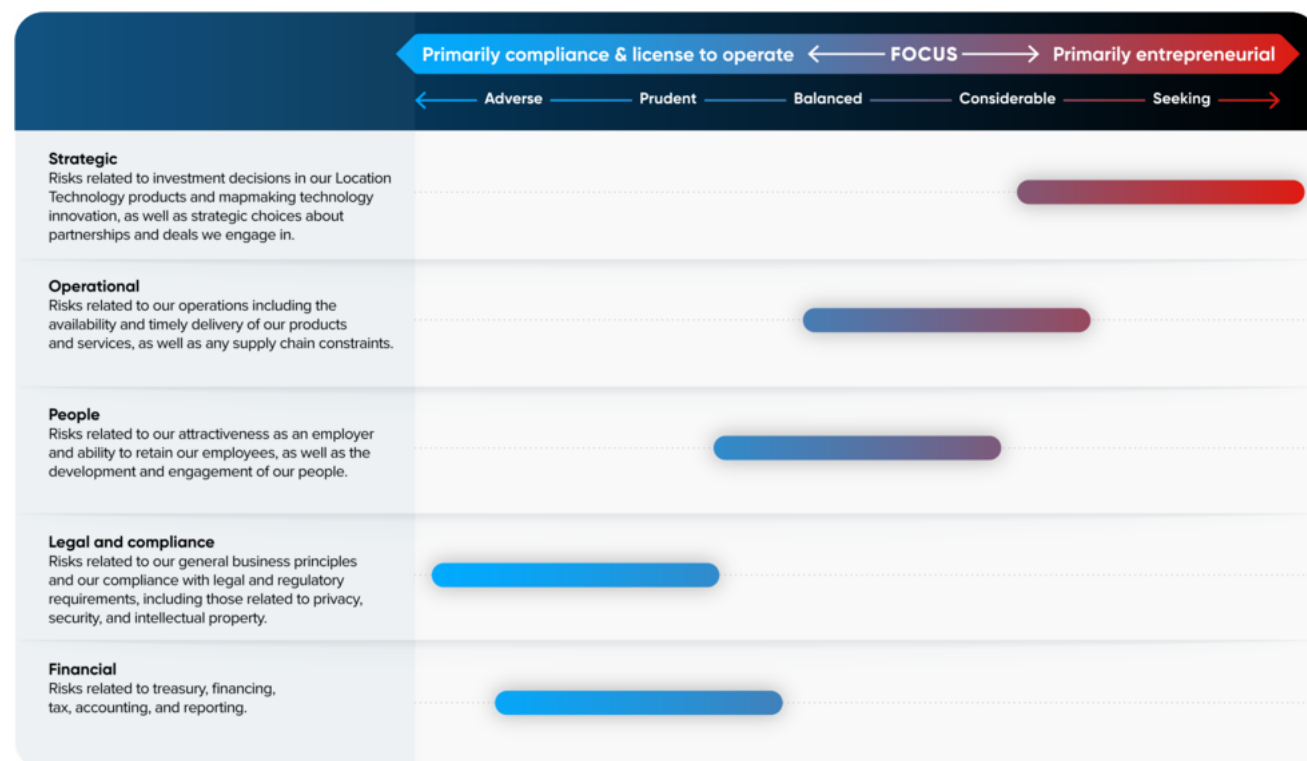 Primarily compliance & license to operate FOCUS Primarily entrepreneurial
Adverse Prudent Balanced Considerable Seeking
Strategic
Risks related to investment decisions in our Location
Technology products and mapmaking technology
innovation, as well as strategic choices about
partnerships and deals we engage in.
Operational
Risks related to our operations including the
availability and timely delivery of our products
and services, as well as any supply chain constraints.
People
Risks related to our attractiveness as an employer
and ability to retain our employees, as well as the
development and engagement of our people.
Legal and compliance
Risks related to our general business principles
and our compliance with legal and regulatory
requirements, including those related to privacy,
security, and intellectual property.
Financial
Risks related to treasury, financing,
tax, accounting, and reporting.